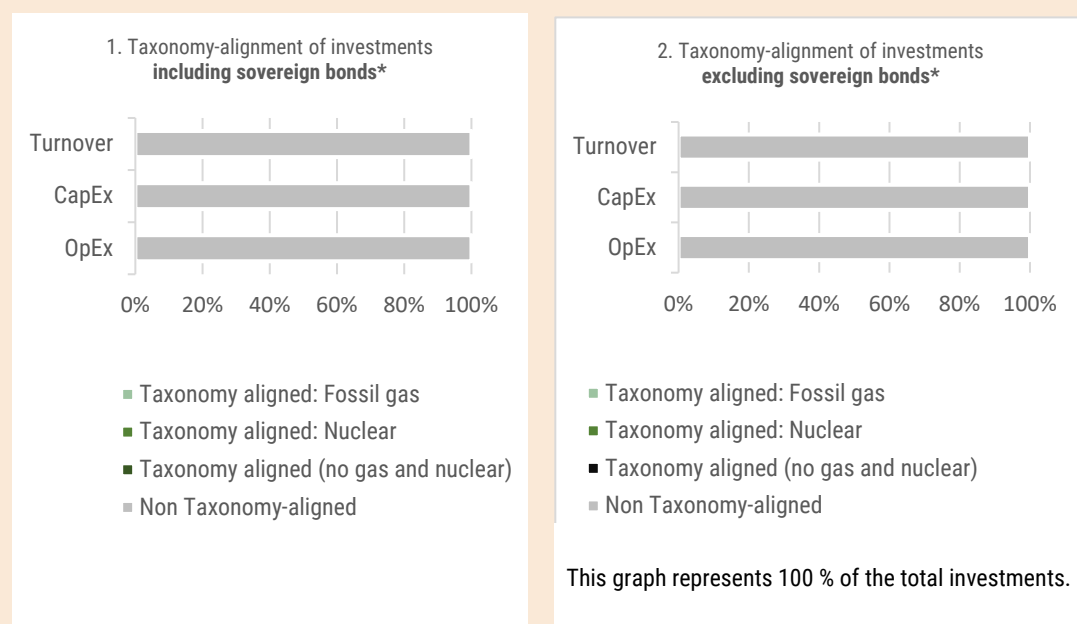 1. Taxonomy-alignment of investments
including sovereign bonds*
Turnover
CapEx
OpEx
0% 20% 40% 60% 80% 100%
Taxonomy aligned: Fossil gas
Taxonomy aligned: Nuclear
Taxonomy aligned (no gas and nuclear)
Non Taxonomy-aligned
2. Taxonomy-alignment of investments
excluding sovereign bonds*
Turnover
CapEx
OpEx
0% 20% 40% 60% 80% 100%
Taxonomy aligned: Fossil gas
Taxonomy aligned: Nuclear
Taxonomy aligned (no gas and nuclear)
Non Taxonomy-aligned
This graph represents 100 % of the total investments.